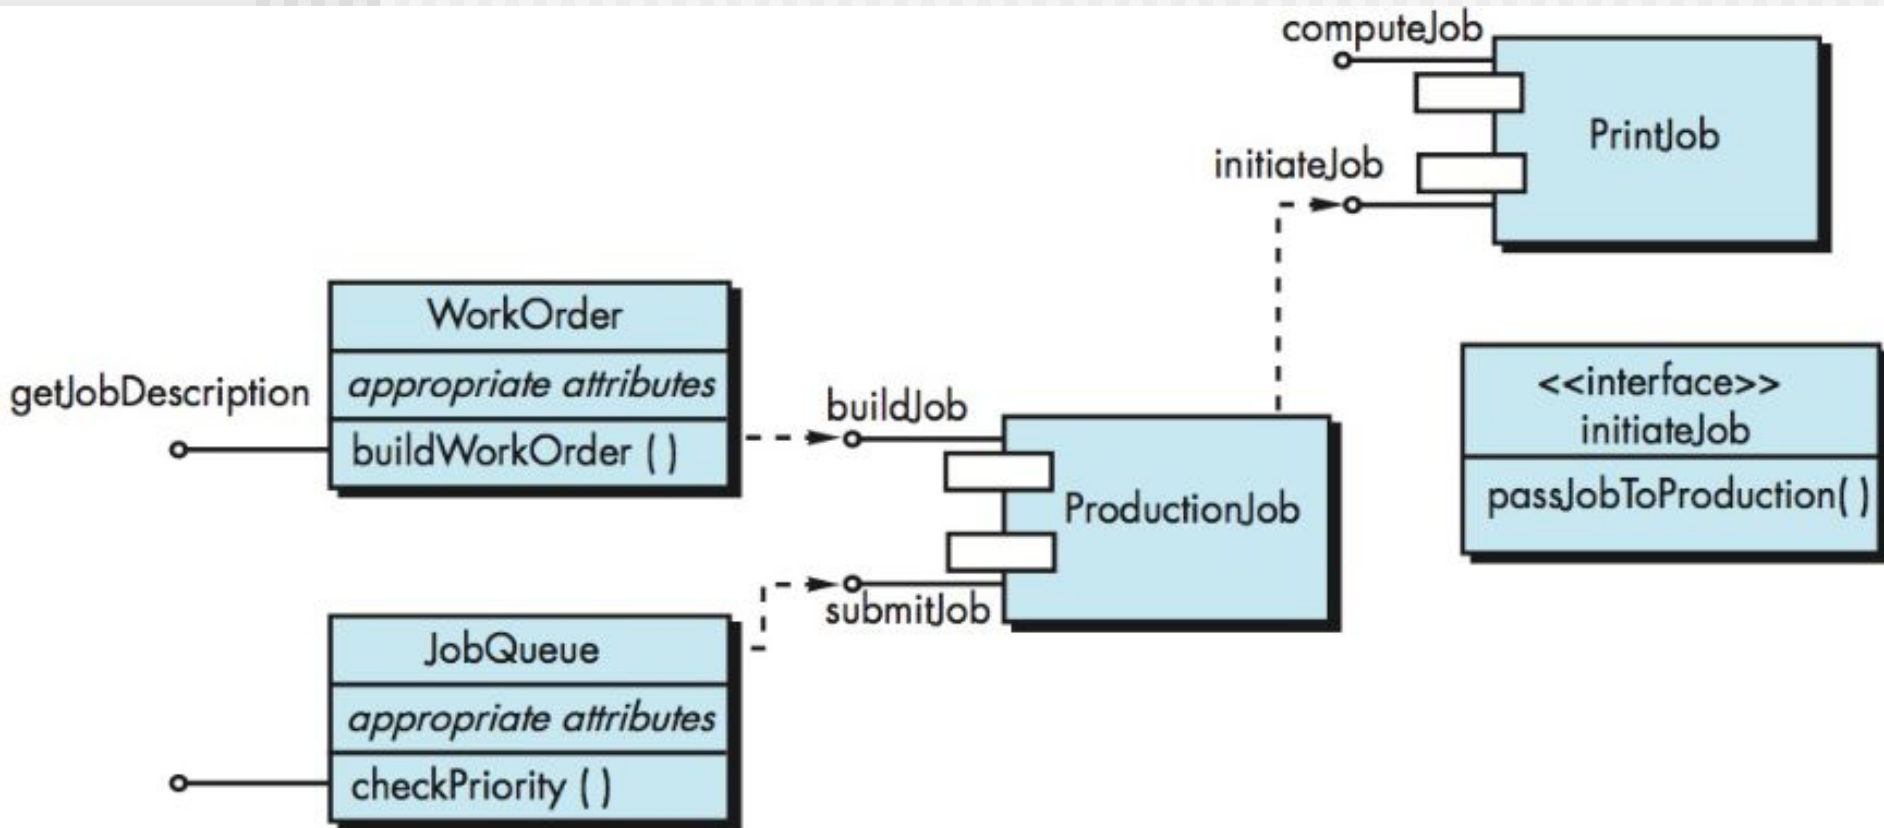 computeJob
PrintJob
initiateJob
WorkOrder
appropriate attributes
buildWorkOrder ( )
getJobDescription
buildJob
ProductionJob
submitJob
<<interface>>
initiateJob
passJobToProduction( )
JobQueue
appropriate attributes
checkPriority ( )